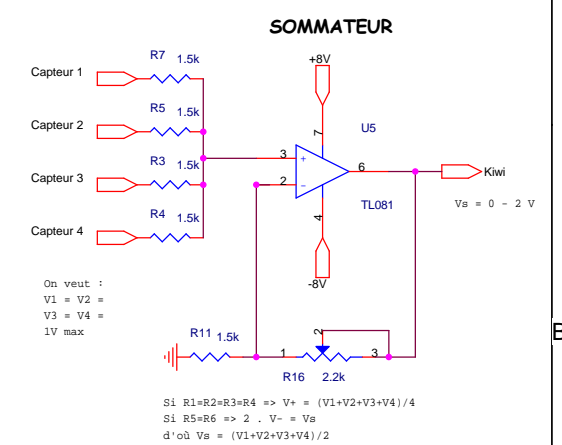 SOMMATEUR
R7 1.5k
Capteur 1
+8V
R5 1.5k
Capteur 2
7
U5
R3 1.5k
3
+
6
Capteur 3
2
-
Kiwi
TL081
Vs = 0 - 2 V
R4 1.5k
4
Capteur 4
-8V
On veut :
V1 = V2 =
V3 = V4 =
1V max
R11 1.5k
2
1
3
R16 2.2k
Si R1=R2=R3=R4 => V+ = (V1+V2+V3+V4)/4
Si R5=R6 => 2 . V- = Vs
d'où Vs = (V1+V2+V3+V4)/2